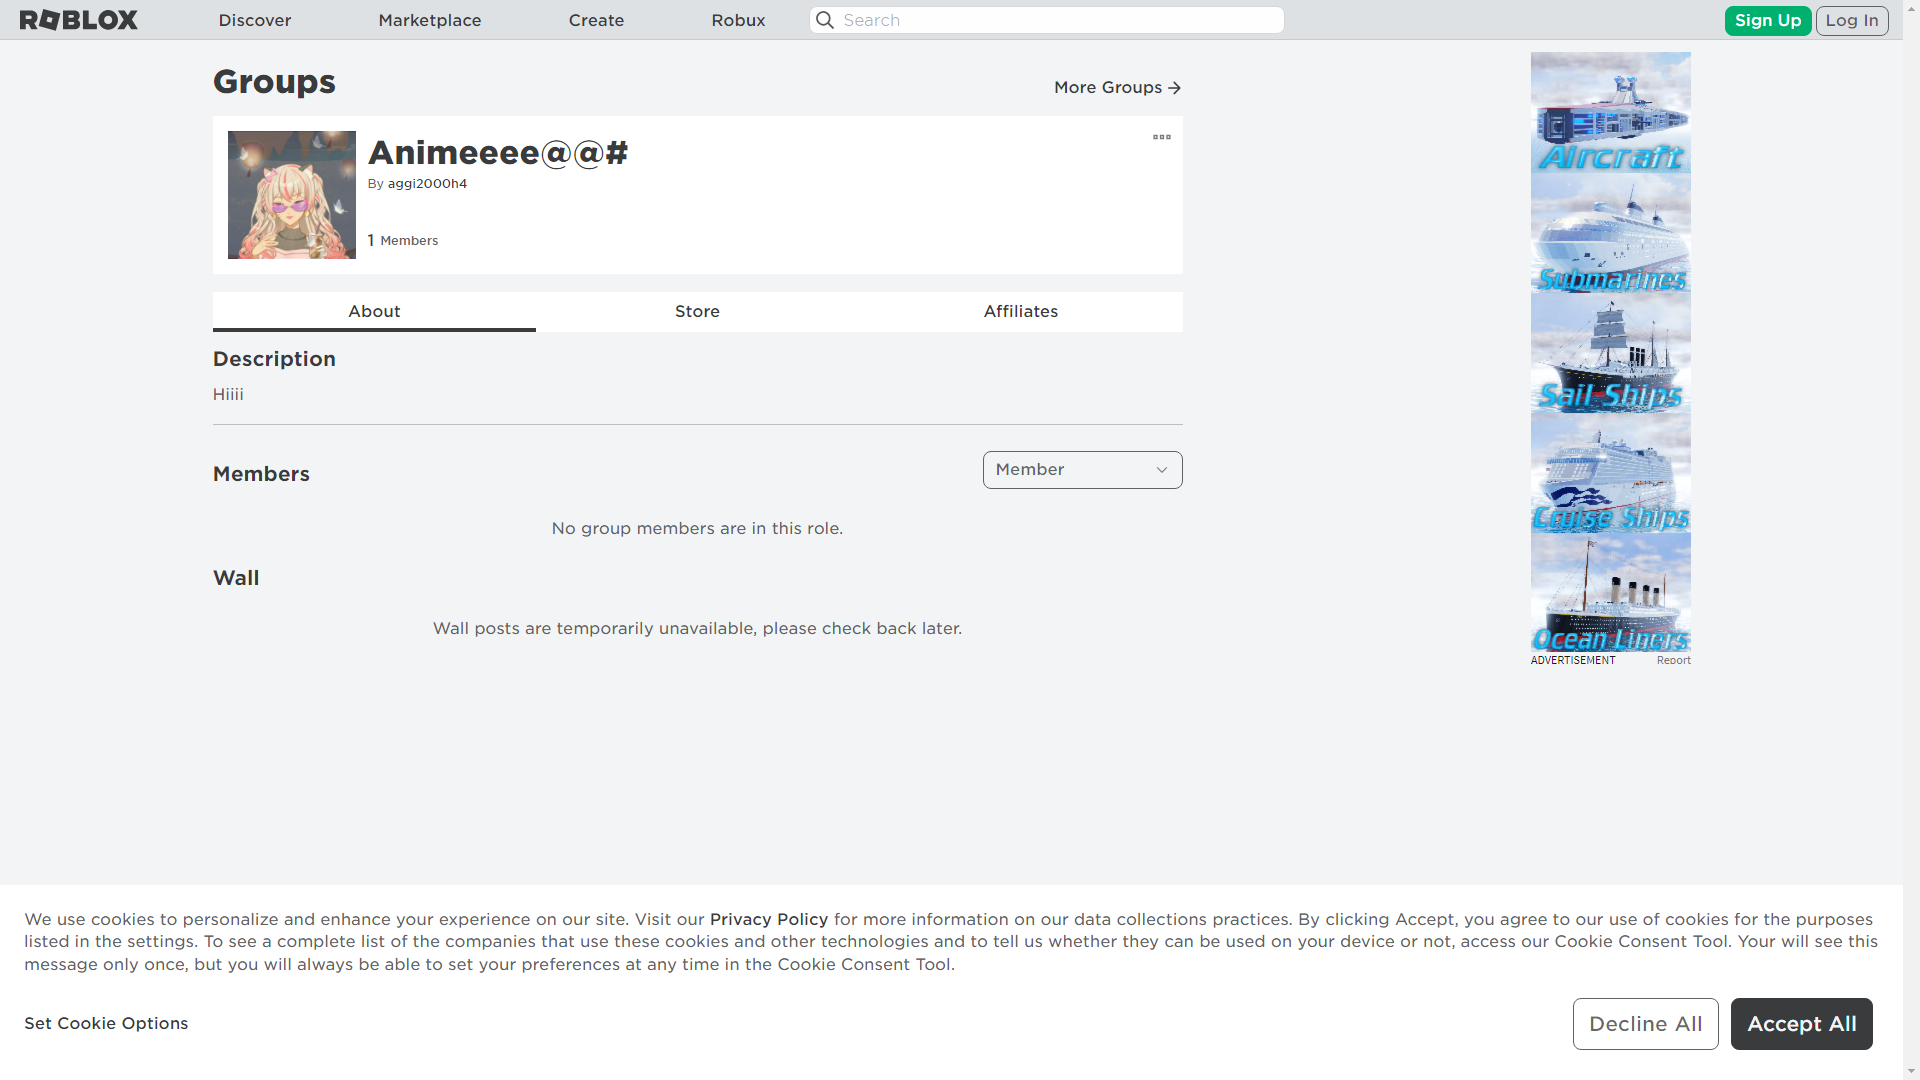 ROBLOX
Discover
Marketplace
Create
Robux
Search
Sign Up
Log In
Groups
More Groups
Animeeee@@#
By aggi2000h4
1 Members
About
Store
Affiliates
Description
Hiiii
Members
Member
No group members are in this role.
Wall
Wall posts are temporarily unavailable, please check back later.
Aircraft
Submarines
Sail Ships
Cruise Ships
Ocean Liners
ADVERTISEMENT
Report
We use cookies to personalize and enhance your experience on our site. Visit our Privacy Policy for more information on our data collections practices. By clicking Accept, you agree to our use of cookies for the purposes
listed in the settings. To see a complete list of the companies that use these cookies and other technologies and to tell us whether they can be used on your device or not, access our Cookie Consent Tool. Your will see this
message only once, but you will always be able to set your preferences at any time in the Cookie Consent Tool.
Set Cookie Options
Decline All
Accept All